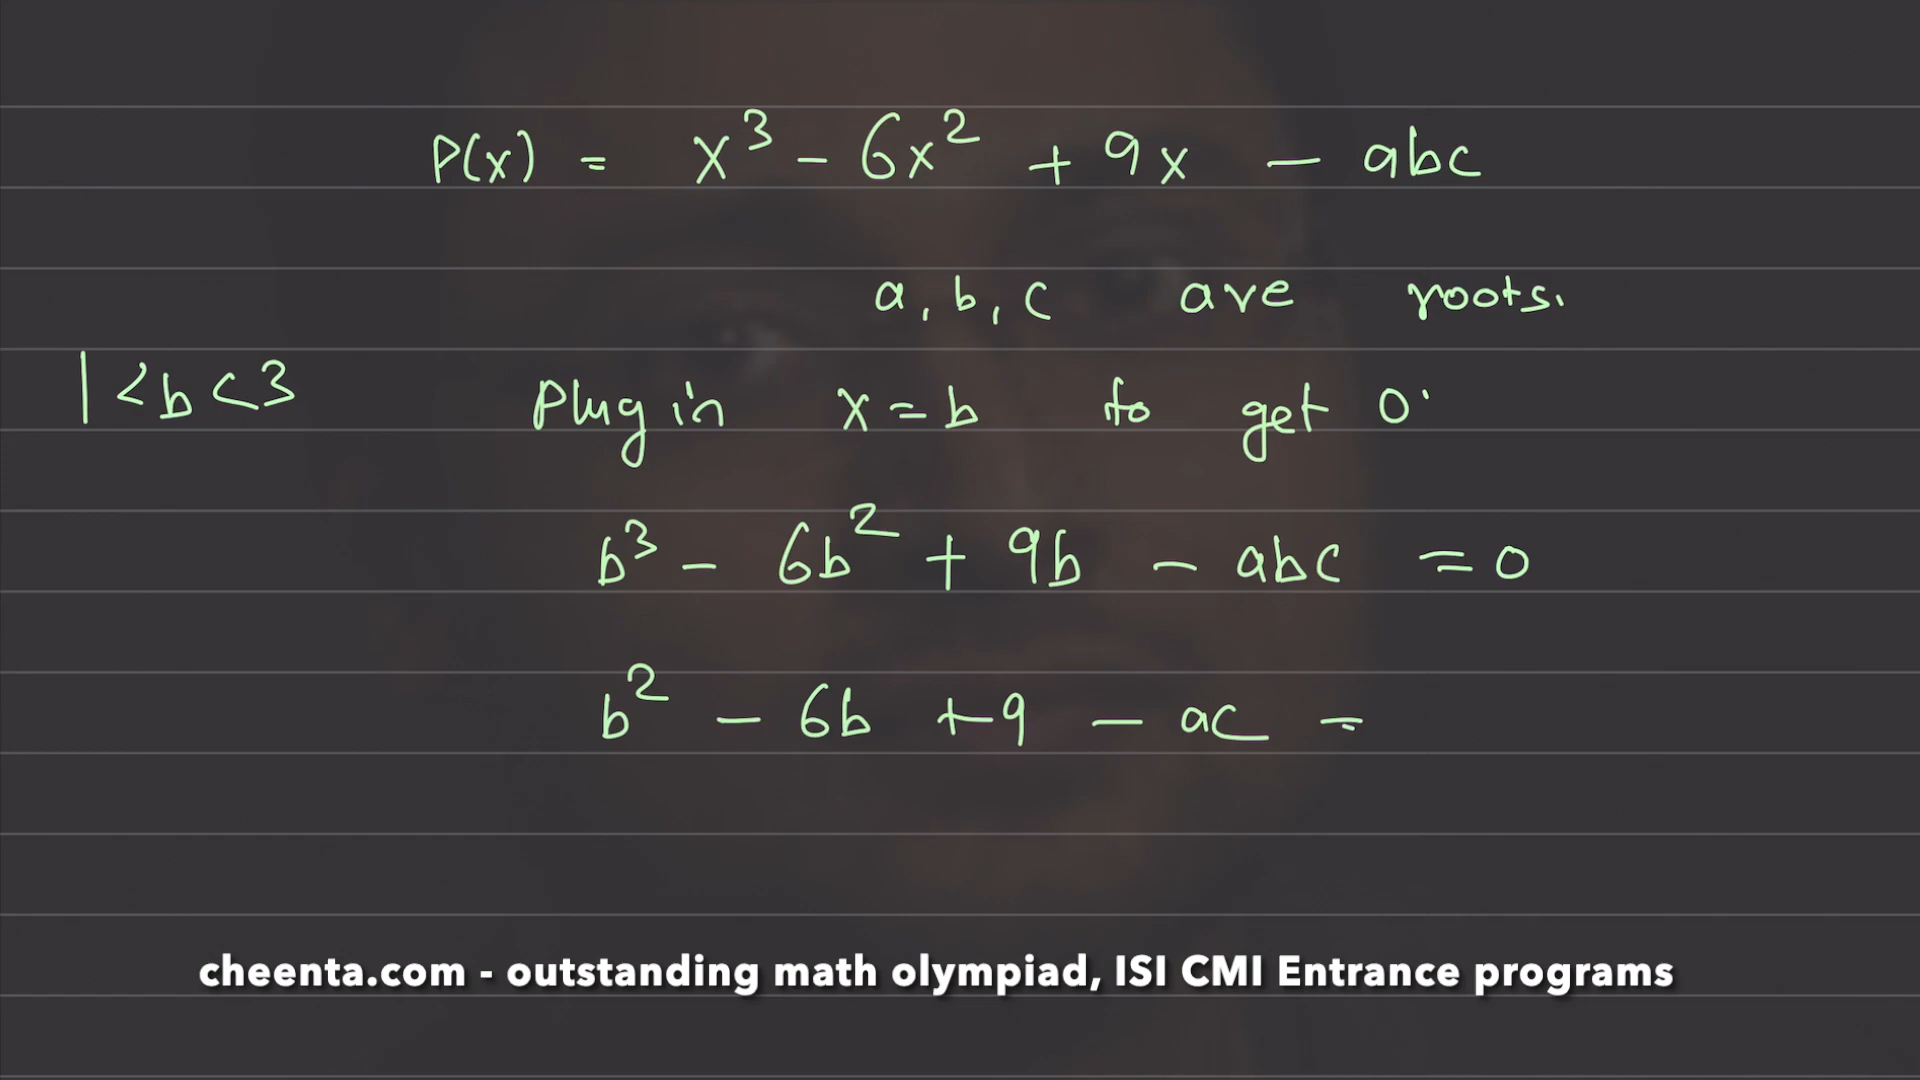 P(x) = x³ - 6x² + 9x - abc
a, b, c are roots.
1 < b < 3 Plug in x = b to get 0.
b³ - 6b² + 9b - abc = 0
b² - 6b + 9 - ac =
cheenta.com - outstanding math olympiad, ISI CMI Entrance programs